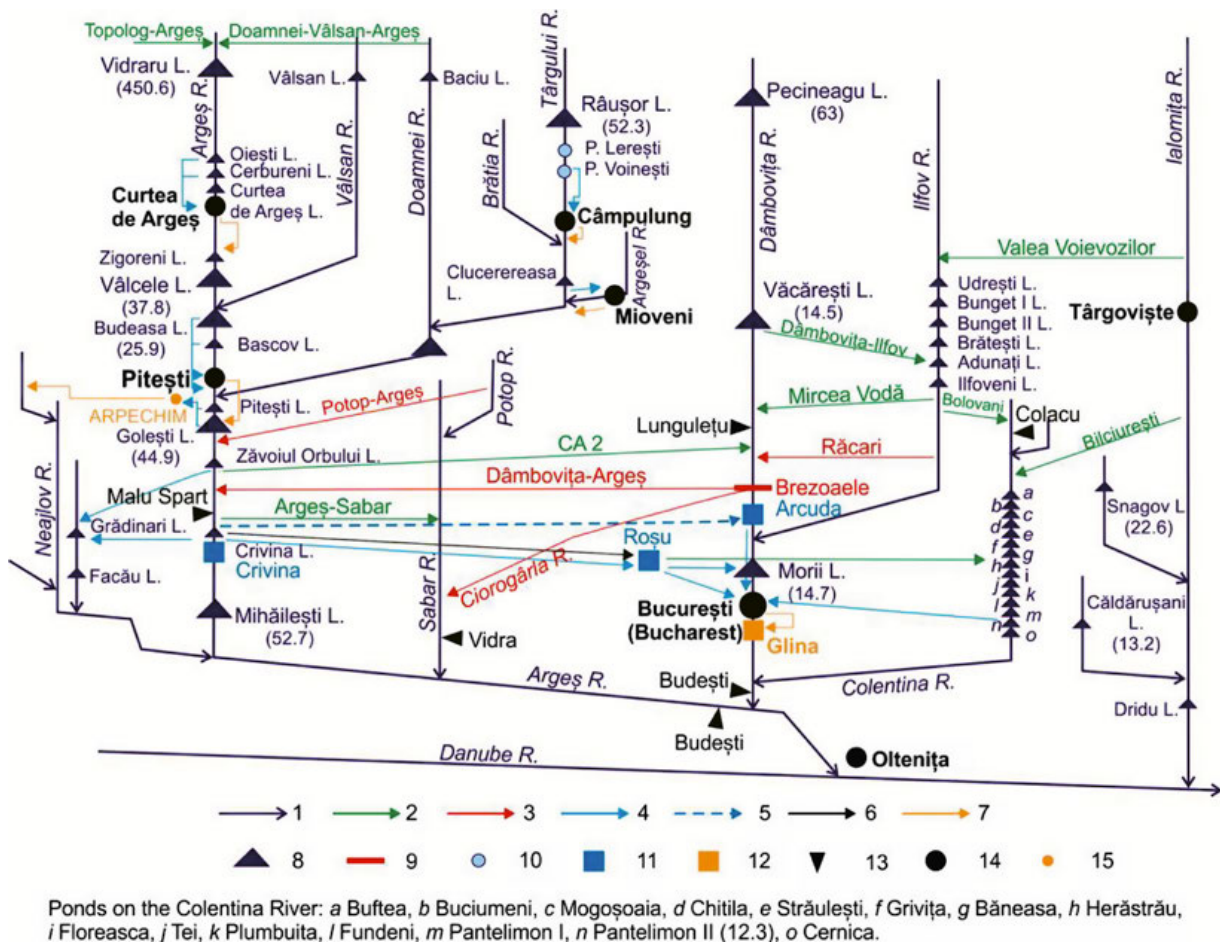 Topolog-Argeș
Doamnei-Vâlsan-Argeș
Vidraru L.
(450.6)
Argeș R.
Vâlsan L.
Vâlsan R.
Baciu L.
Doamnei R.
Târgului R.
Râușor L.
(52.3)
P. Lerești
P. Voinești
Brătia R.
Câmpulung
Pecineagu L.
(63)
Dâmbovița R.
Ilfov R.
Ialomița R.
Oiești L.
Cerbureni L.
Curtea
de Argeș L.
Curtea
de Argeș
Zigoreni L.
Vâlcele L.
(37.8)
Clucerereasa
L.
Argeșel R.
Mioveni
Valea Voievozilor
Văcărești L.
(14.5)
Udrești L.
Bunget I L.
Bunget II L.
Brătești L.
Adunați L.
Ilfoveni L.
Târgoviște
Budeasa L.
(25.9)
Bascov L.
Dâmbovița-Ilfov
Pitești
ARPECHIM
Pitești L.
Potop-Argeș
Potop R.
Mircea Vodă
Bolovani
Colacu
Golești L.
(44.9)
Zăvoiul Orbului L.
Lungulețu
CA 2
Răcari
Bilciurești
Dâmbovița-Argeș
Brezoaele
Malu Spart
Argeș-Sabar
Arcuda
Neajlov R.
Grădinari L.
Crivina L.
Crivina
Roșu
Facău L.
Ciorogârla R.
Sabar R.
Morii L.
(14.7)
a
b
c
d
e
f
g
h
i
j
k
l
m
n
o
Snagov L.
(22.6)
Căldărușani
L.
(13.2)
Mihăilești L.
(52.7)
București
(Bucharest)
Glina
Vidra
Argeș R.
Budești
Budești
Colentina R.
Dridu L.
Danube R.
Oltenița
1 2 3 4 5 6 7
8 9 10 11 12 13 14 15
Ponds on the Colentina River: a Buftea, b Buciumeni, c Mogoșoaia, d Chitila, e Străulești, f Grivița, g Băneasa, h Herăstrău,
i Floreasca, j Tei, k Plumbuita, l Fundeni, m Pantelimon I, n Pantelimon II (12.3), o Cernica.